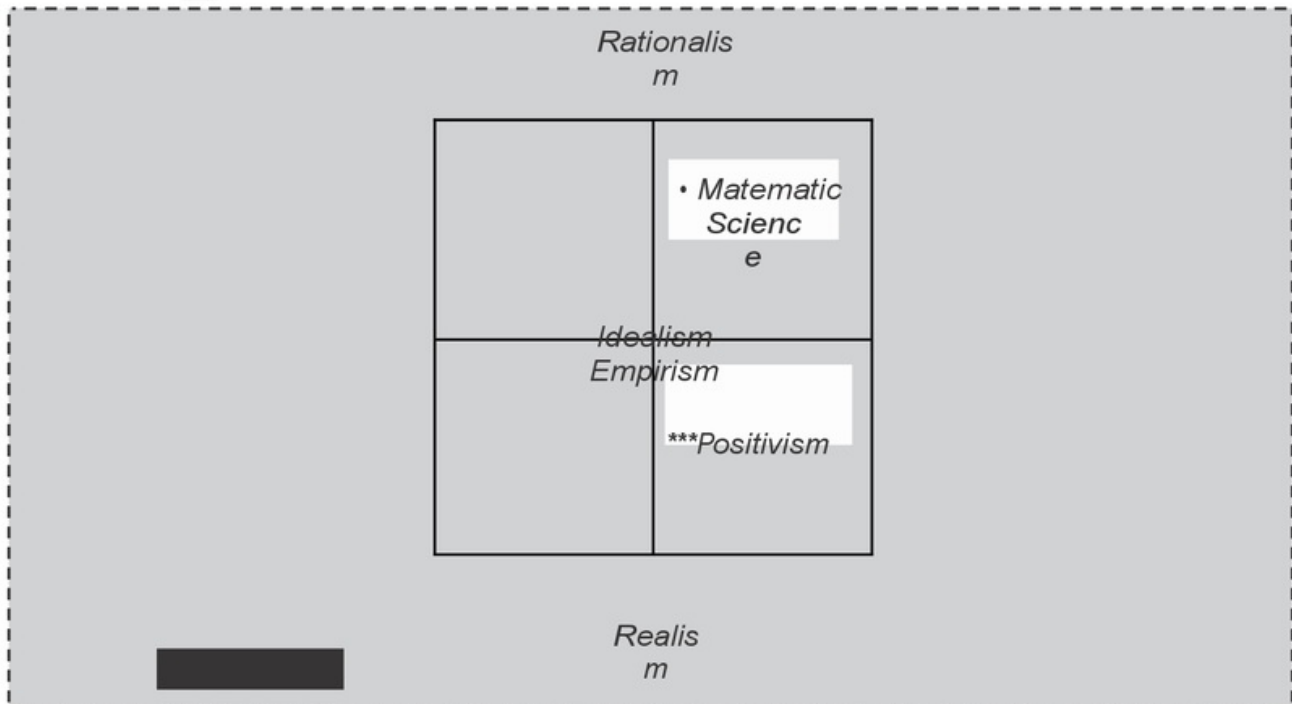 Rationalis
m
• Matematic
Scienc
e
Idealism
Empirism
***Positivism
Realis
m